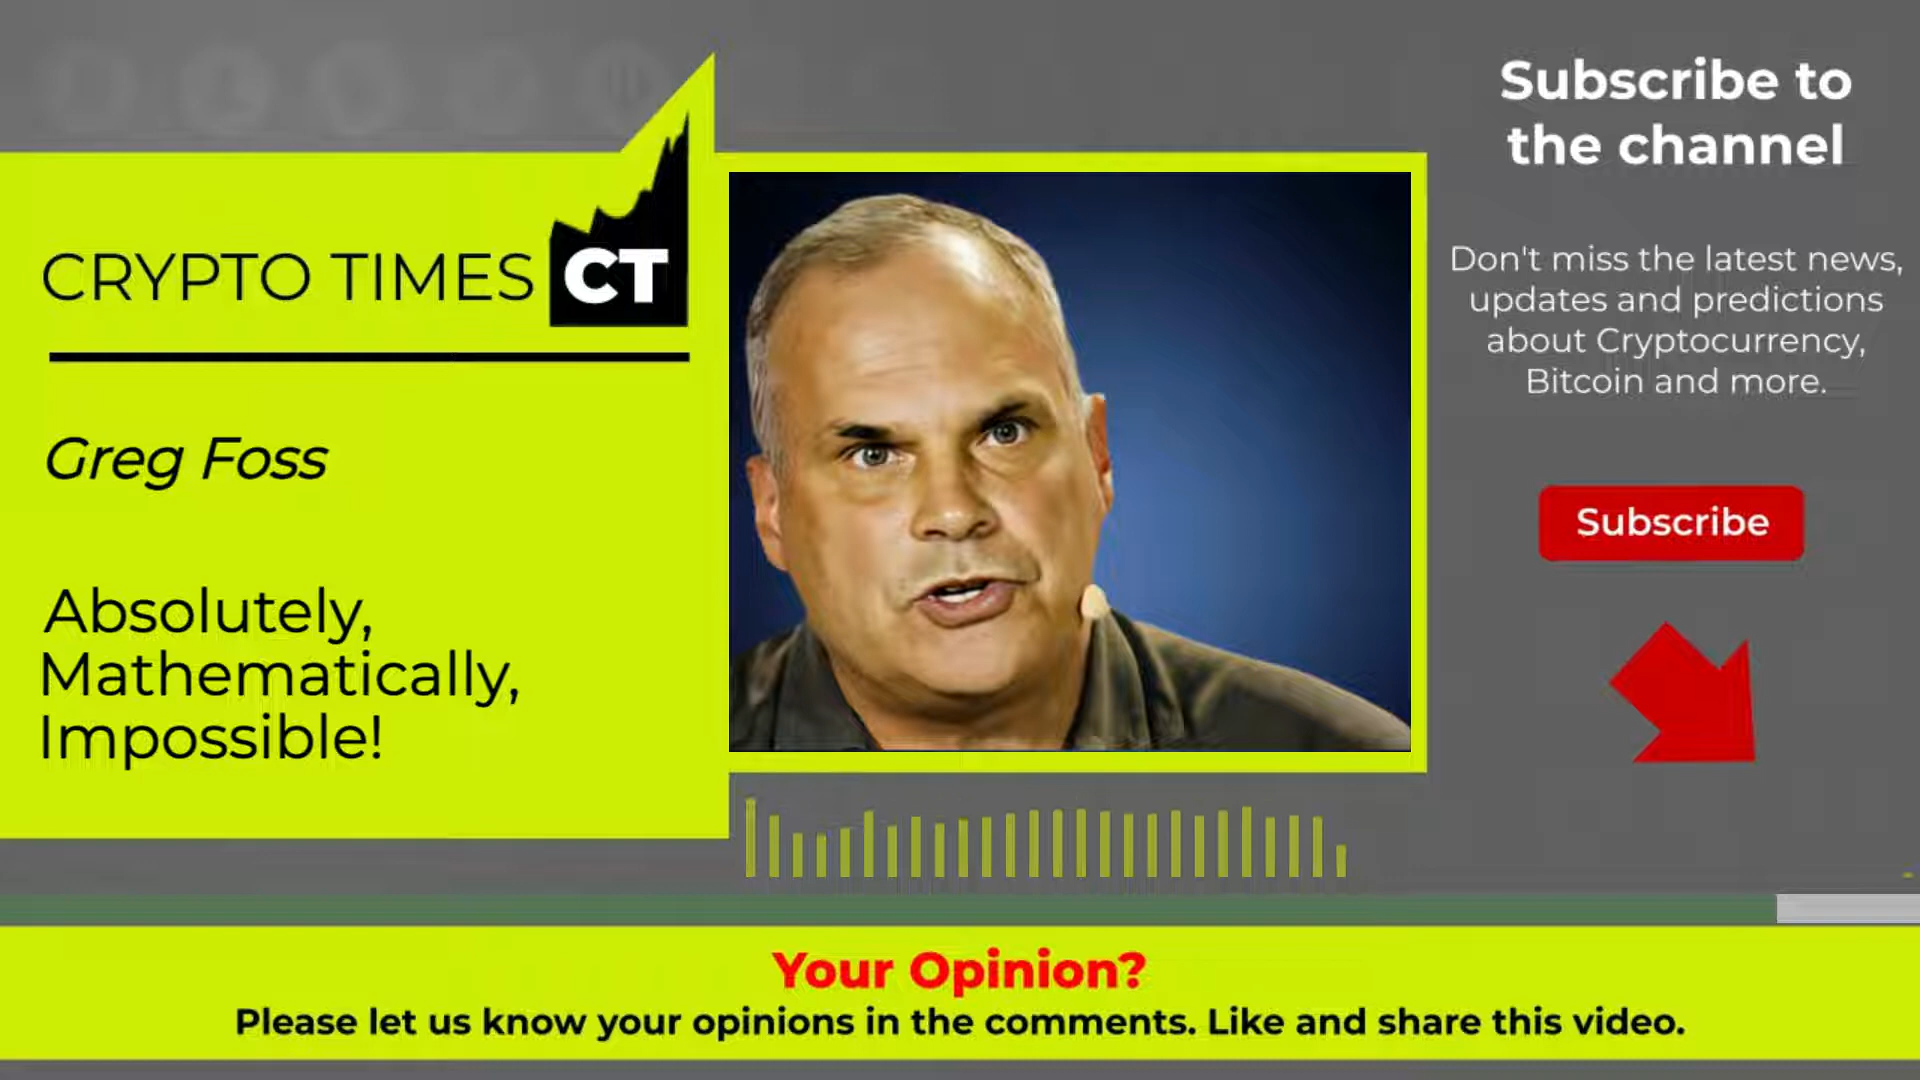 CRYPTO TIMES CT
Greg Foss
Absolutely,
Mathematically,
Impossible!
Subscribe to
the channel
Don't miss the latest news,
updates and predictions
about Cryptocurrency,
Bitcoin and more.
Subscribe
Your Opinion?
Please let us know your opinions in the comments. Like and share this video.